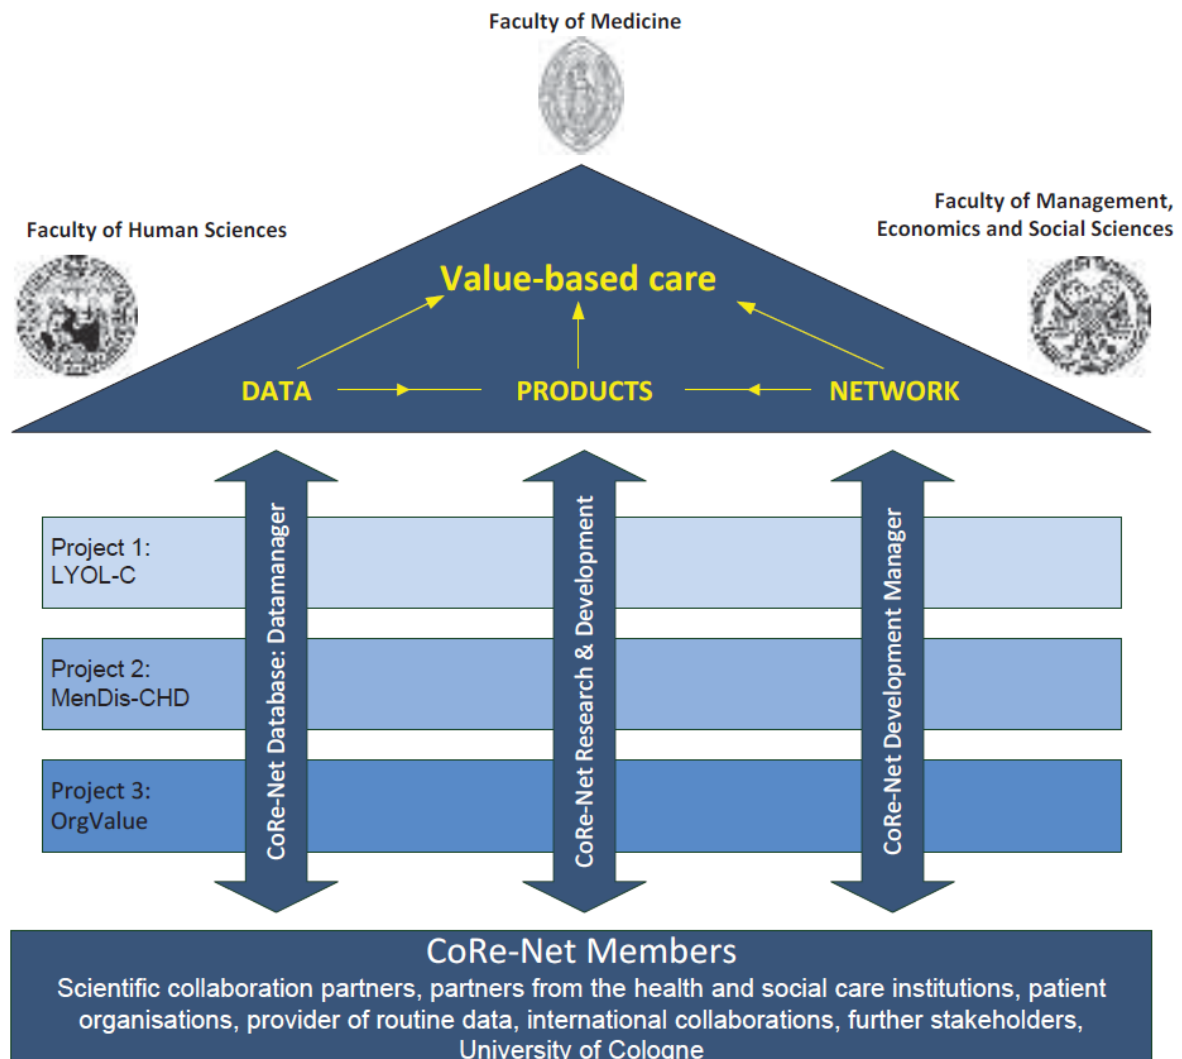 Faculty of Medicine
Faculty of Human Sciences
Faculty of Management,
Economics and Social Sciences
Value-based care
DATA
PRODUCTS
NETWORK
CoRe-Net Database: Datamanager
CoRe-Net Research & Development
CoRe-Net Development Manager
Project 1:
LYOL-C
Project 2:
MenDis-CHD
Project 3:
OrgValue
CoRe-Net Members
Scientific collaboration partners, partners from the health and social care institutions, patient
organisations, provider of routine data, international collaborations, further stakeholders,
University of Cologne